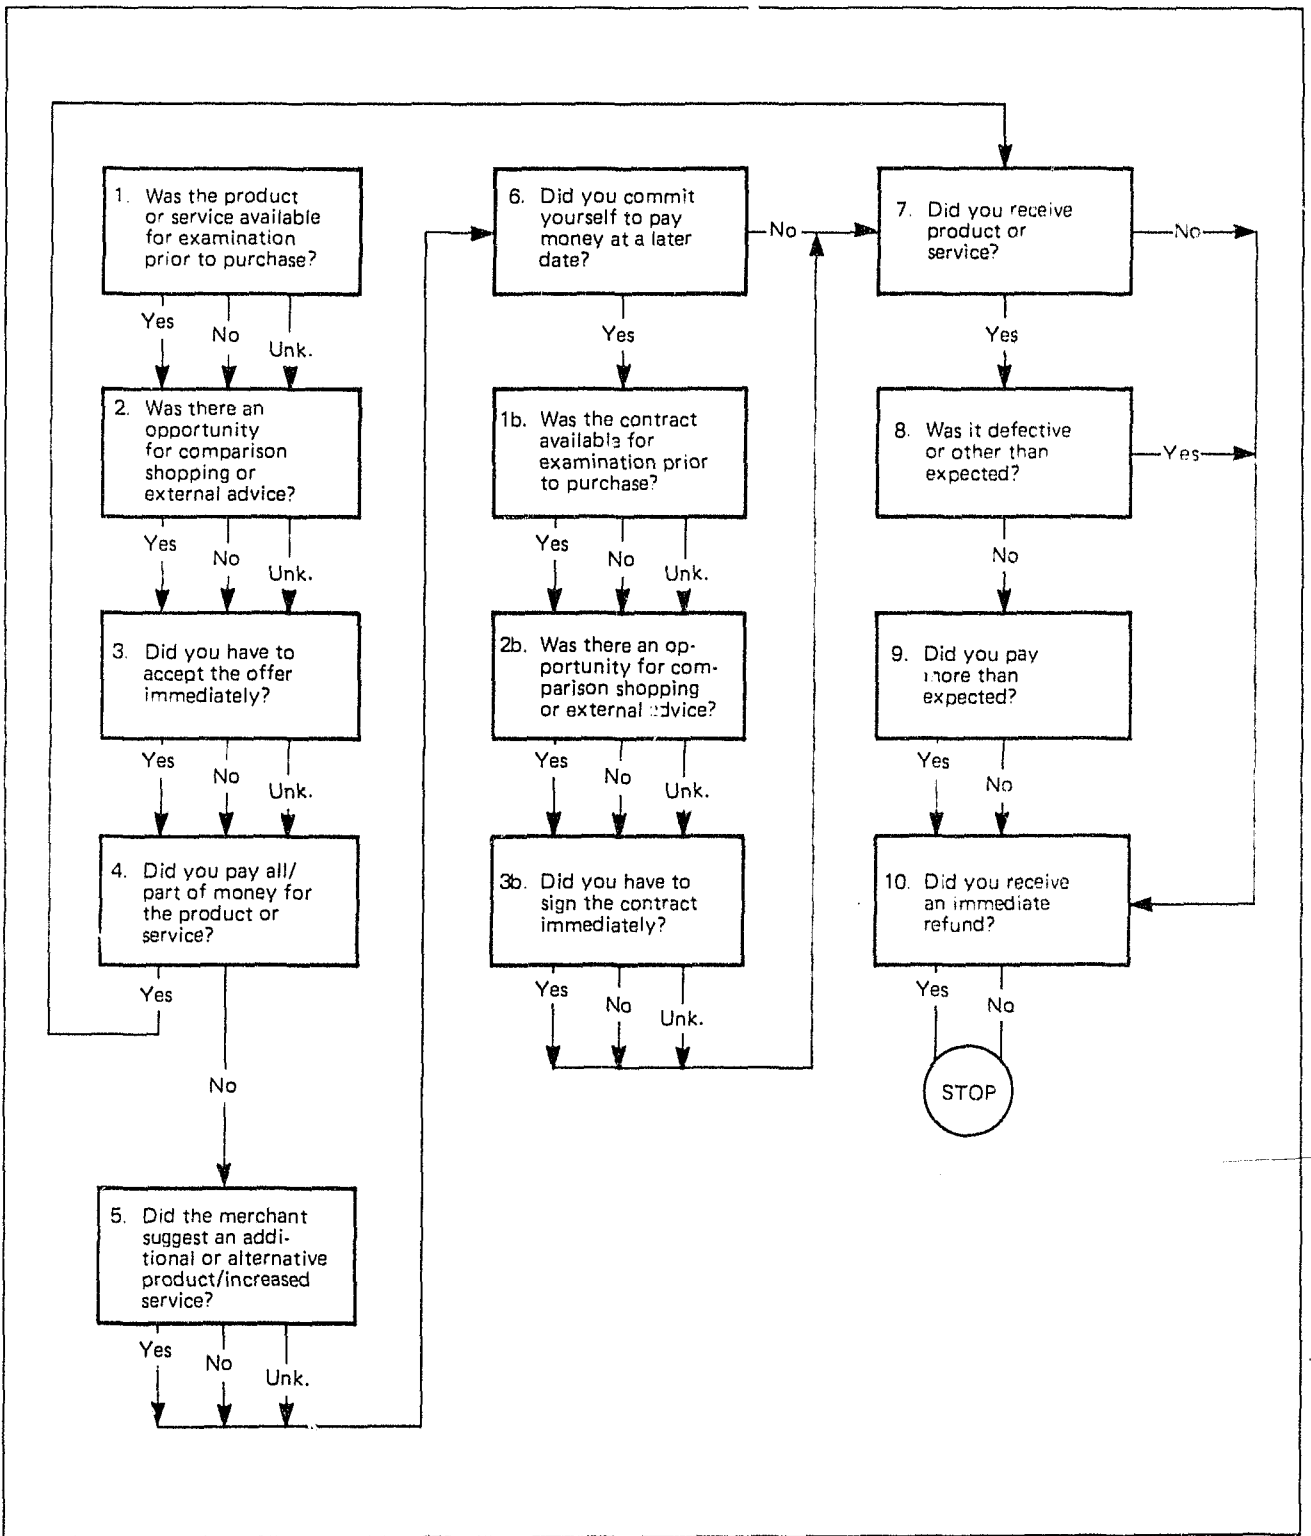 1. Was the product
or service available
for examination
prior to purchase?
Yes
No
Unk.
2. Was there an
opportunity
for comparison
shopping or
external advice?
Yes
No
Unk.
3. Did you have to
accept the offer
immediately?
Yes
No
Unk.
4. Did you pay all/
part of money for
the product or
service?
Yes
No
5. Did the merchant
suggest an addi-
tional or alternative
product/increased
service?
Yes
No
Unk.
6. Did you commit
yourself to pay
money at a later
date?
No
Yes
1b. Was the contract
available for
examination prior
to purchase?
Yes
No
Unk.
2b. Was there an op-
portunity for com-
parison shopping
or external advice?
Yes
No
Unk.
3b. Did you have to
sign the contract
immediately?
Yes
No
Unk.
7. Did you receive
product or
service?
No
Yes
8. Was it defective
or other than
expected?
Yes
No
9. Did you pay
more than
expected?
Yes
No
10. Did you receive
an immediate
refund?
Yes
No
STOP